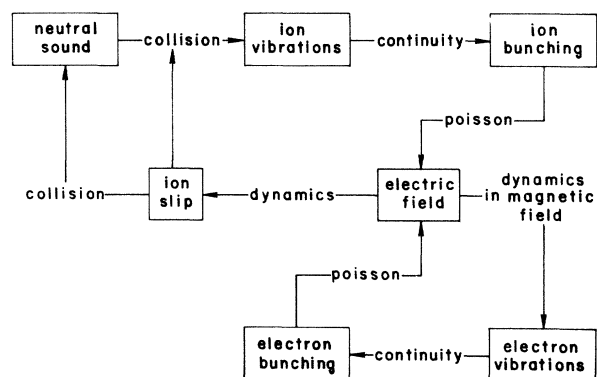 neutral
sound
collision
ion
vibrations
continuity
ion
bunching
poisson
collision
ion
slip
dynamics
electric
field
dynamics
in magnetic
field
poisson
electron
bunching
continuity
electron
vibrations